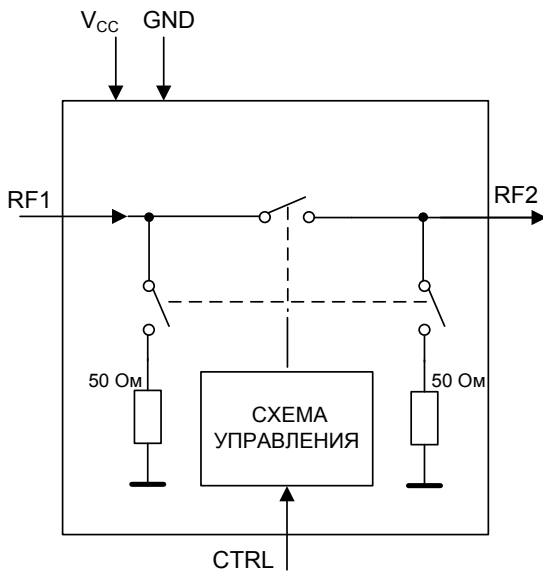 VCC GND
RF1
RF2
50 Ом
50 Ом
СХЕМА
УПРАВЛЕНИЯ
CTRL